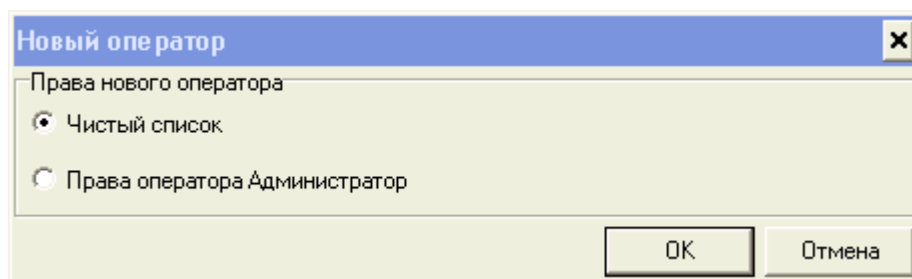 Новый оператор
Права нового оператора
Чистый список
Права оператора Администратор
OK
Отмена